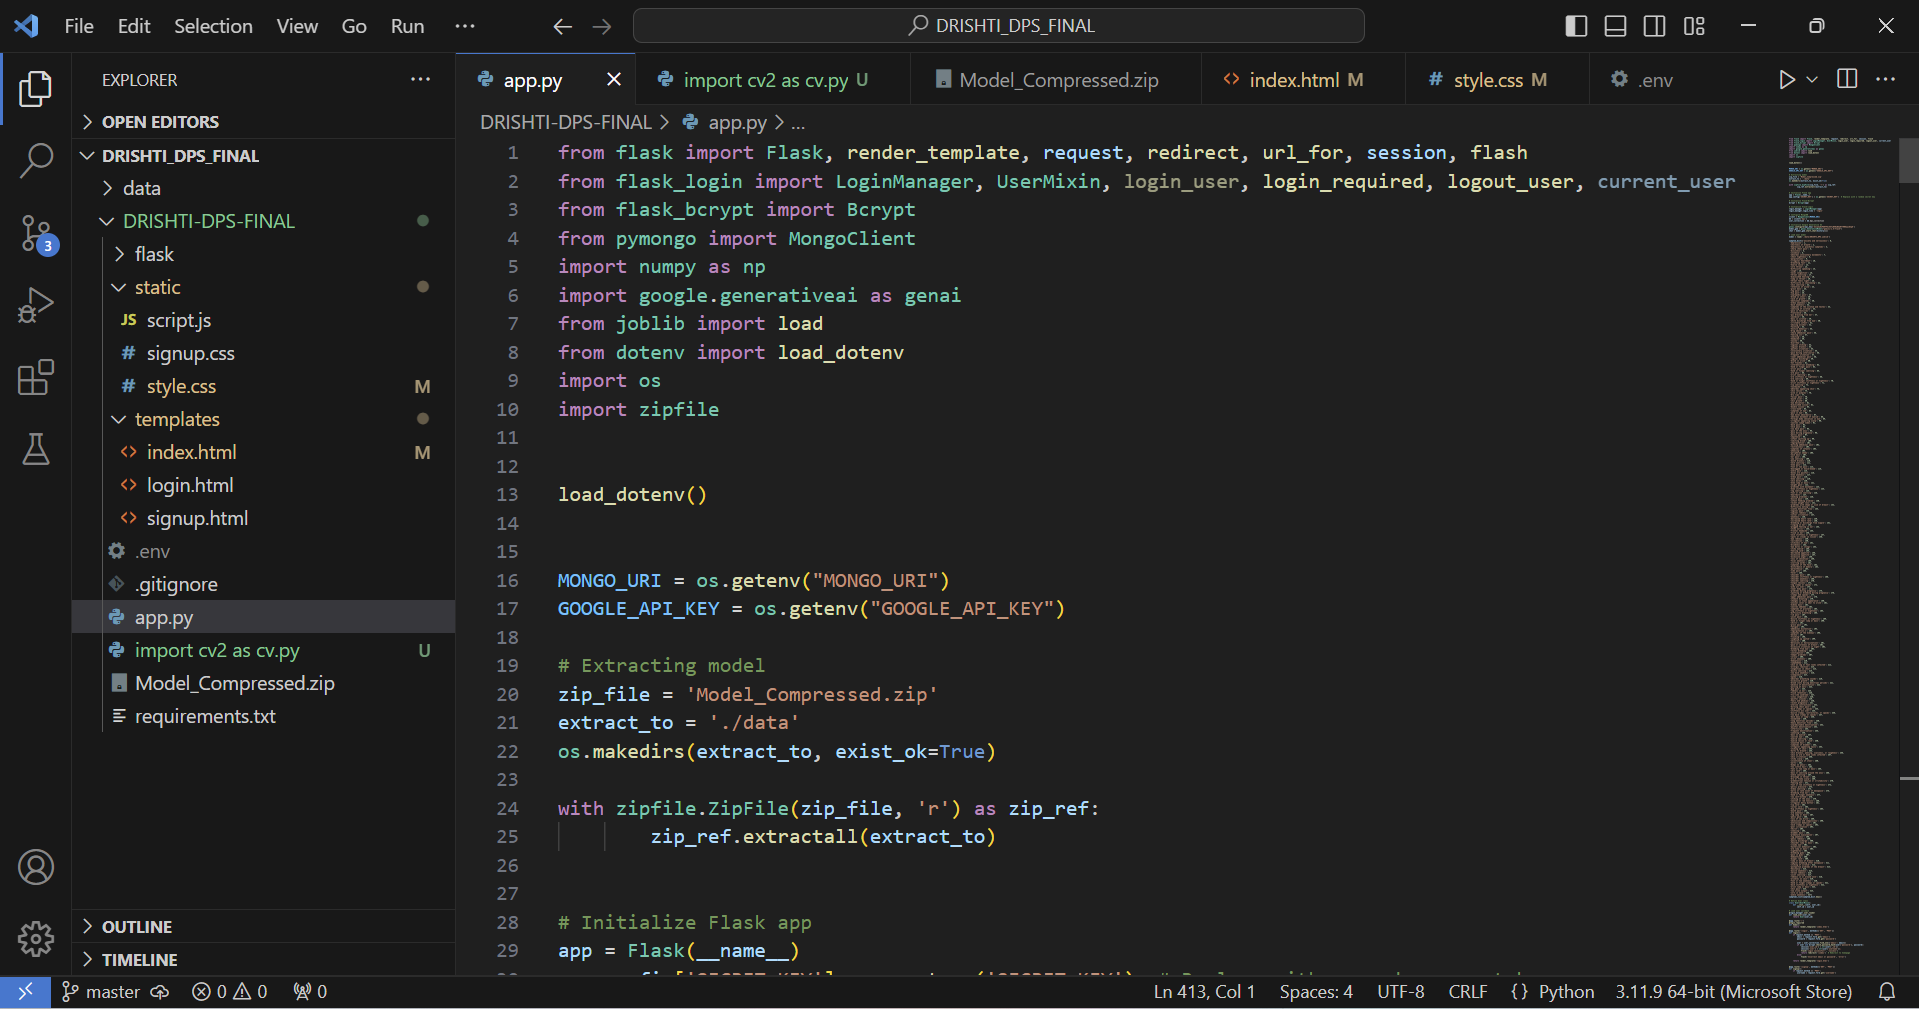 File Edit Selection View Go Run ··· DRISHTI_DPS_FINAL
EXPLORER ···
OPEN EDITORS
DRISHTI_DPS_FINAL
data
DRISHTI-DPS-FINAL
flask
static
JS script.js
# signup.css
# style.css M
templates
<> index.html M
<> login.html
<> signup.html
.env
.gitignore
app.py
import cv2 as cv.py U
Model_Compressed.zip
requirements.txt
OUTLINE
TIMELINE
3
app.py × import cv2 as cv.py U Model_Compressed.zip <> index.html M # style.css M .env
DRISHTI-DPS-FINAL > app.py > ...
1 from flask import Flask, render_template, request, redirect, url_for, session, flash
2 from flask_login import LoginManager, UserMixin, login_user, login_required, logout_user, current_user
3 from flask_bcrypt import Bcrypt
4 from pymongo import MongoClient
5 import numpy as np
6 import google.generativeai as genai
7 from joblib import load
8 from dotenv import load_dotenv
9 import os
10 import zipfile
11
12
13 load_dotenv()
14
15
16 MONGO_URI = os.getenv("MONGO_URI")
17 GOOGLE_API_KEY = os.getenv("GOOGLE_API_KEY")
18
19 # Extracting model
20 zip_file = 'Model_Compressed.zip'
21 extract_to = './data'
22 os.makedirs(extract_to, exist_ok=True)
23
24 with zipfile.ZipFile(zip_file, 'r') as zip_ref:
25 zip_ref.extractall(extract_to)
26
27
28 # Initialize Flask app
29 app = Flask(__name__)
master 0 0 0 Ln 413, Col 1 Spaces: 4 UTF-8 CRLF {} Python 3.11.9 64-bit (Microsoft Store)